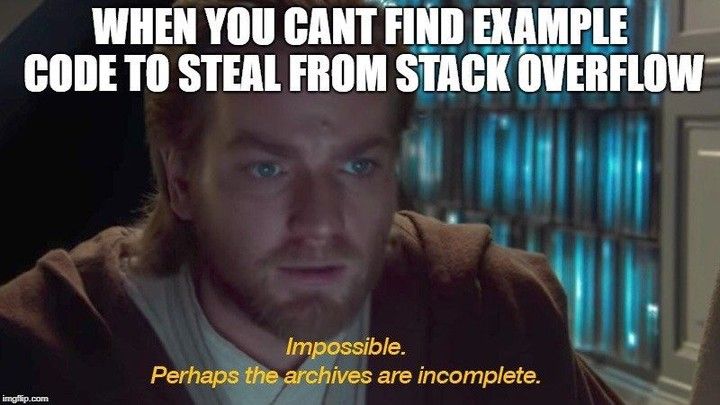 WHEN YOU CANT FIND EXAMPLE
CODE TO STEAL FROM STACK OVERFLOW
Impossible.
Perhaps the archives are incomplete.
imgflip.com